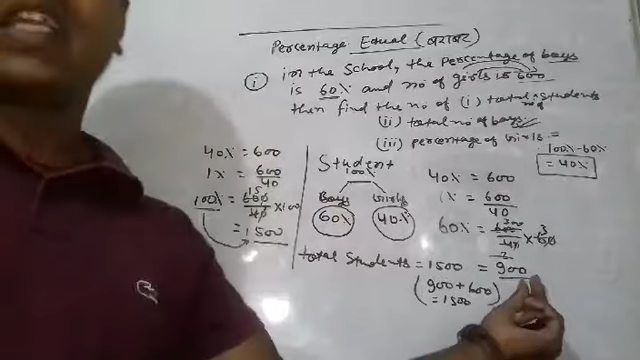 Percentage Equal (बराबर)
(i) in the School, the percentage of boys
is 60% and no of girls is 600
then find the no of (i) total no of students
(ii) total no of boys
(iii) percentage of Girls =
100%-60%
= 40%
40% = 600
1% = 600/40
100% = 600/40 × 100
= 1500
Student
100%
Boys Girls
60% 40%
40% = 600
1% = 600/40
60% = 600/40 × 60
= 900
total Students = 1500
(900 + 600)
= 1500